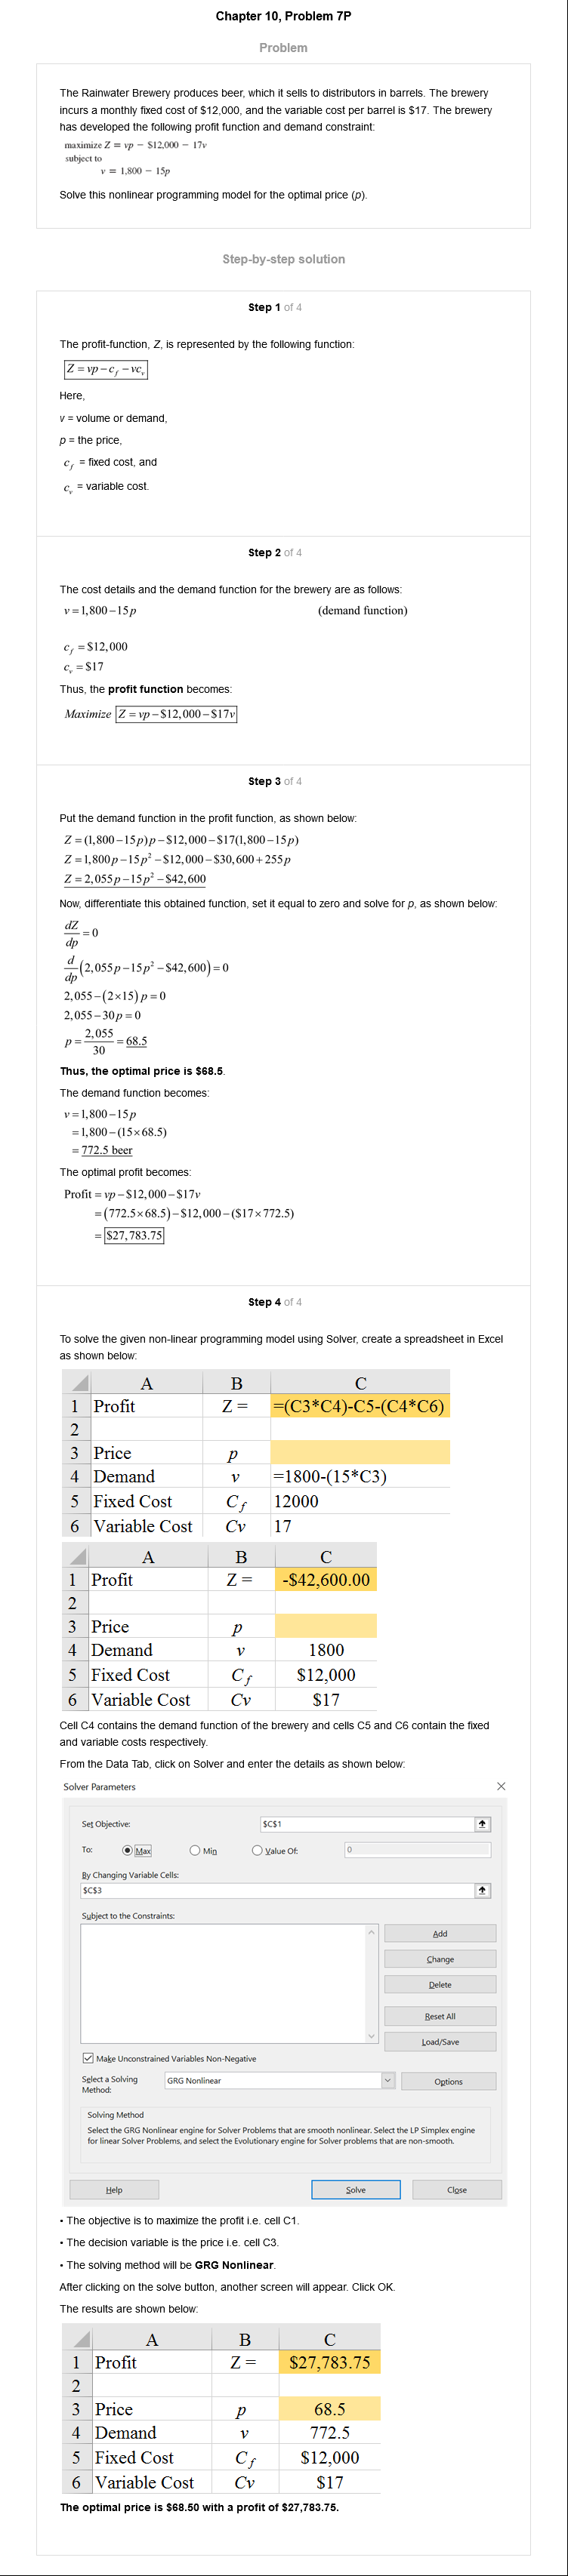 Chapter 10, Problem 7P
Problem
The Rainwater Brewery produces beer, which it sells to distributors in barrels. The brewery
incurs a monthly fixed cost of $12,000, and the variable cost per barrel is $17. The brewery
has developed the following profit function and demand constraint:
maximize Z = vp − $12,000 − 17v
subject to
v = 1,800 − 15p
Solve this nonlinear programming model for the optimal price (p).
Step-by-step solution
Step 1 of 4
The profit-function, Z, is represented by the following function:
Z = vp − c_f − vc_v
Here,
v = volume or demand,
p = the price,
c_f = fixed cost, and
c_v = variable cost.
Step 2 of 4
The cost details and the demand function for the brewery are as follows:
v = 1,800 − 15p (demand function)
c_f = $12,000
c_v = $17
Thus, the profit function becomes:
Maximize Z = vp − $12,000 − $17v
Step 3 of 4
Put the demand function in the profit function, as shown below:
Z = (1,800 − 15p)p − $12,000 − $17(1,800 − 15p)
Z = 1,800p − 15p² − $12,000 − $30,600 + 255p
Z = 2,055p − 15p² − $42,600
Now, differentiate this obtained function, set it equal to zero and solve for p, as shown below:
dZ/dp = 0
d/dp (2,055p − 15p² − $42,600) = 0
2,055 − (2×15)p = 0
2,055 − 30p = 0
p = 2,055/30 = 68.5
Thus, the optimal price is $68.5.
The demand function becomes:
v = 1,800 − 15p
= 1,800 − (15×68.5)
= 772.5 beer
The optimal profit becomes:
Profit = vp − $12,000 − $17v
= (772.5×68.5) − $12,000 − ($17×772.5)
= $27,783.75
Step 4 of 4
To solve the given non-linear programming model using Solver, create a spreadsheet in Excel
as shown below:
A B C
1 Profit Z = =(C3*C4)-C5-(C4*C6)
2
3 Price p
4 Demand v =1800-(15*C3)
5 Fixed Cost C_f 12000
6 Variable Cost Cv 17
A B C
1 Profit Z = -$42,600.00
2
3 Price p
4 Demand v 1800
5 Fixed Cost C_f $12,000
6 Variable Cost Cv $17
Cell C4 contains the demand function of the brewery and cells C5 and C6 contain the fixed
and variable costs respectively.
From the Data Tab, click on Solver and enter the details as shown below:
Solver Parameters
Set Objective: $C$1
To: Max Min Value Of: 0
By Changing Variable Cells:
$C$3
Subject to the Constraints:
Add
Change
Delete
Reset All
Load/Save
Make Unconstrained Variables Non-Negative
Select a Solving
Method: GRG Nonlinear Options
Solving Method
Select the GRG Nonlinear engine for Solver Problems that are smooth nonlinear. Select the LP Simplex engine
for linear Solver Problems, and select the Evolutionary engine for Solver problems that are non-smooth.
Help Solve Close
• The objective is to maximize the profit i.e. cell C1.
• The decision variable is the price i.e. cell C3.
• The solving method will be GRG Nonlinear.
After clicking on the solve button, another screen will appear. Click OK.
The results are shown below:
A B C
1 Profit Z = $27,783.75
2
3 Price p 68.5
4 Demand v 772.5
5 Fixed Cost C_f $12,000
6 Variable Cost Cv $17
The optimal price is $68.50 with a profit of $27,783.75.